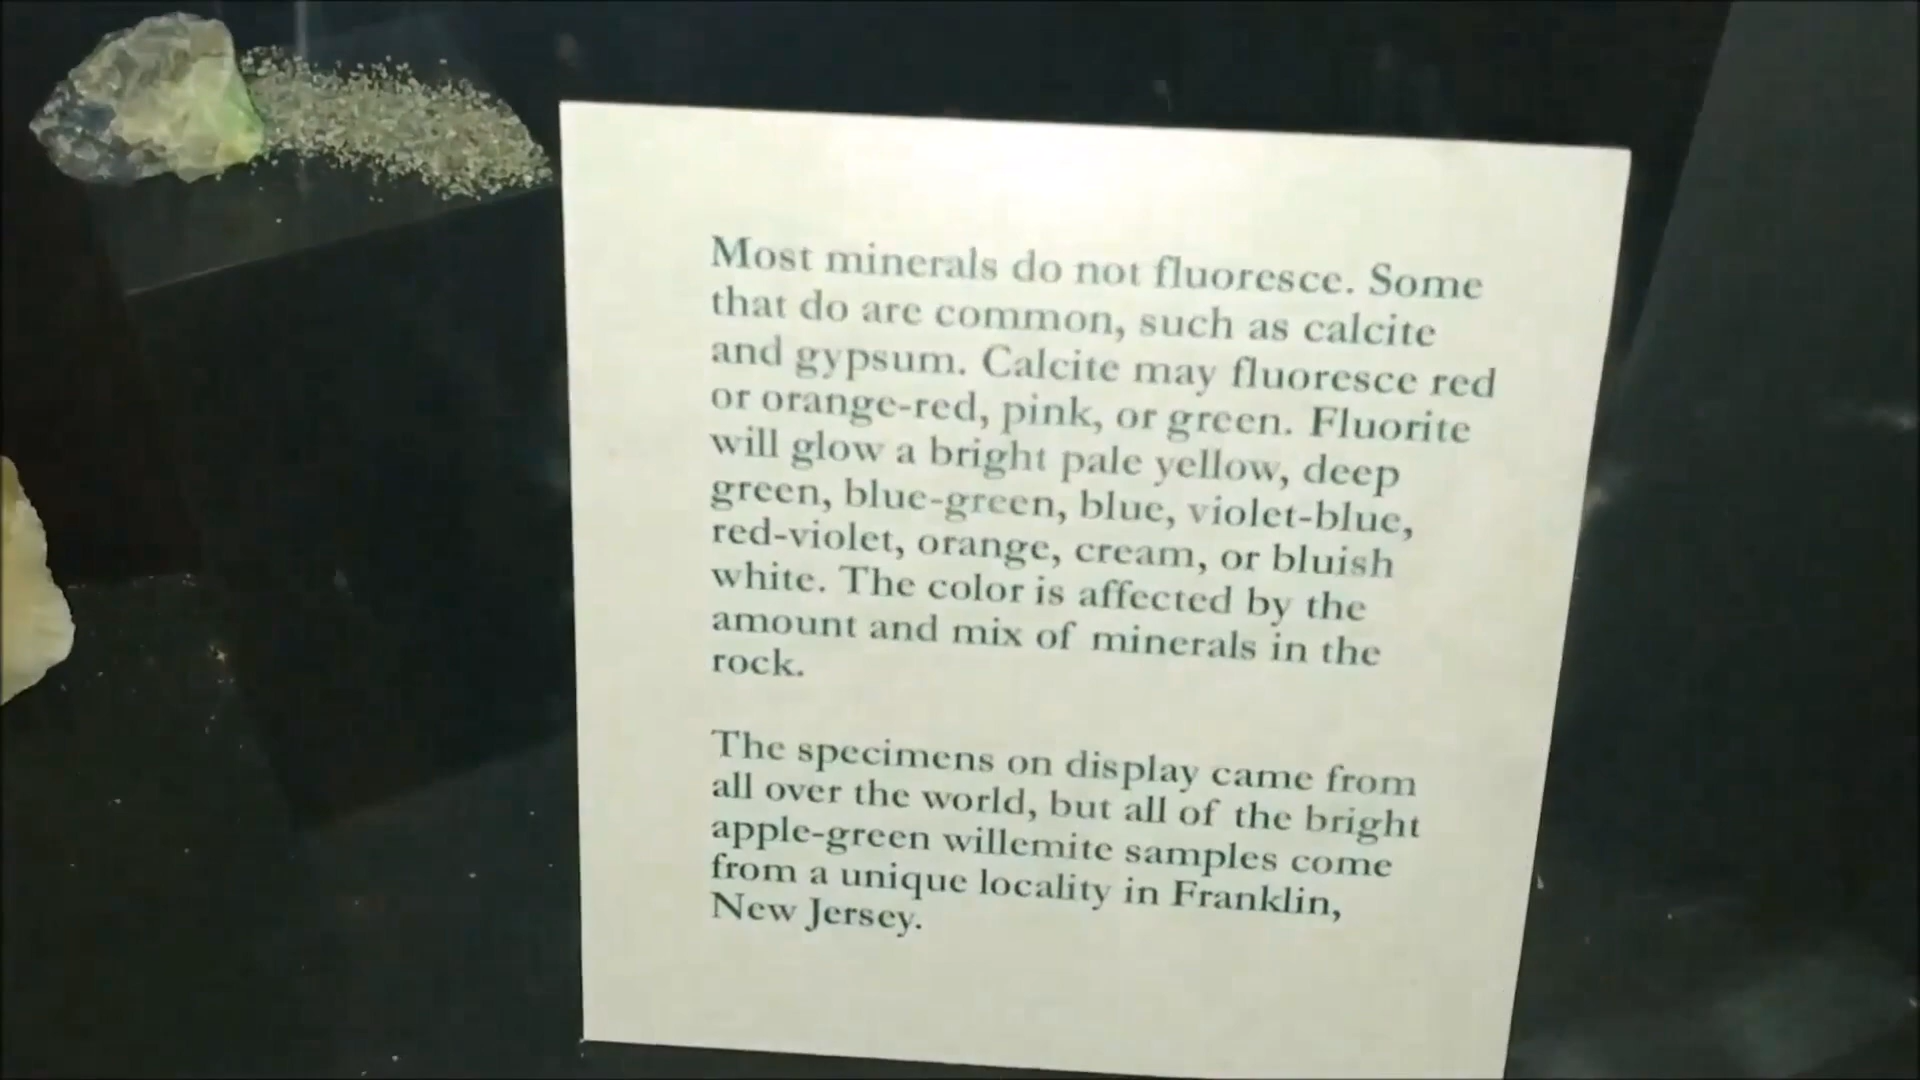 Most minerals do not fluoresce. Some
that do are common, such as calcite
and gypsum. Calcite may fluoresce red
or orange-red, pink, or green. Fluorite
will glow a bright pale yellow, deep
green, blue-green, blue, violet-blue,
red-violet, orange, cream, or bluish
white. The color is affected by the
amount and mix of minerals in the
rock.
The specimens on display came from
all over the world, but all of the bright
apple-green willemite samples come
from a unique locality in Franklin,
New Jersey.